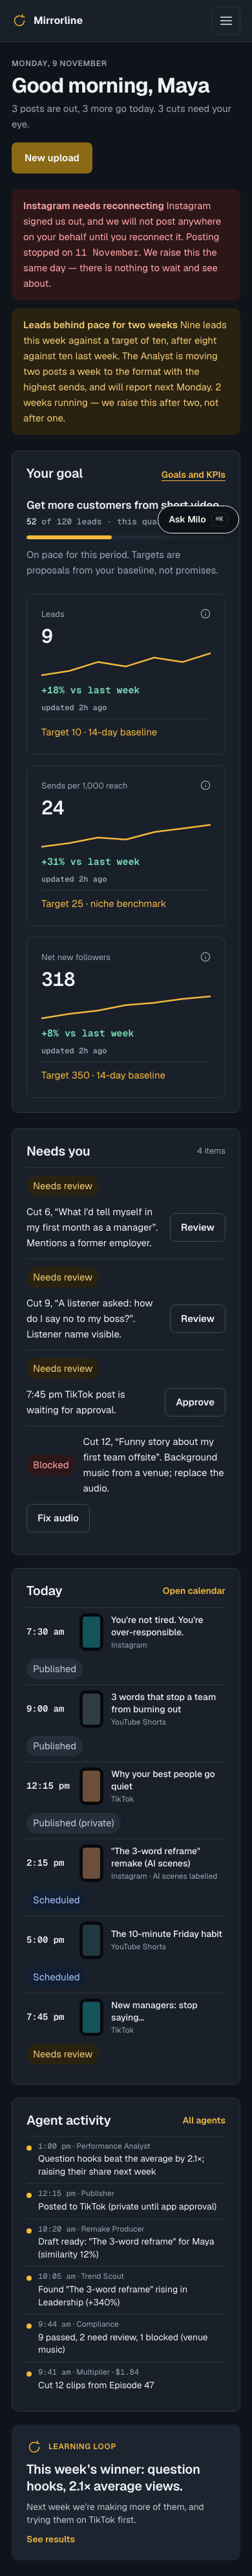 Mirrorline
MONDAY, 9 NOVEMBER
Good morning, Maya
3 posts are out, 3 more go today. 3 cuts need your
eye.
New upload
Instagram needs reconnecting Instagram
signed us out, and we will not post anywhere
on your behalf until you reconnect it. Posting
stopped on 11 November. We raise this the
same day — there is nothing to wait and see
about.
Leads behind pace for two weeks Nine leads
this week against a target of ten, after eight
against ten last week. The Analyst is moving
two posts a week to the format with the
highest sends, and will report next Monday. 2
weeks running — we raise this after two, not
after one.
Your goal
Goals and KPIs
Get more customers from short video
52 of 120 leads · this qua
Ask Milo ⌘K
On pace for this period. Targets are
proposals from your baseline, not promises.
Leads
9
+18% vs last week
updated 2h ago
Target 10 · 14-day baseline
Sends per 1,000 reach
24
+31% vs last week
updated 2h ago
Target 25 · niche benchmark
Net new followers
318
+8% vs last week
updated 2h ago
Target 350 · 14-day baseline
Needs you
4 items
Needs review
Cut 6, “What I'd tell myself in
my first month as a manager”.
Mentions a former employer.
Review
Needs review
Cut 9, “A listener asked: how
do I say no to my boss?”.
Listener name visible.
Review
Needs review
7:45 pm TikTok post is
waiting for approval.
Approve
Blocked
Cut 12, “Funny story about my
first team offsite”. Background
music from a venue; replace the
audio.
Fix audio
Today
Open calendar
7:30 am
You're not tired. You're
over-responsible.
Instagram
Published
9:00 am
3 words that stop a team
from burning out
YouTube Shorts
Published
12:15 pm
Why your best people go
quiet
TikTok
Published (private)
2:15 pm
"The 3-word reframe"
remake (AI scenes)
Instagram · AI scenes labelled
Scheduled
5:00 pm
The 10-minute Friday habit
YouTube Shorts
Scheduled
7:45 pm
New managers: stop
saying…
TikTok
Needs review
Agent activity
All agents
1:00 pm · Performance Analyst
Question hooks beat the average by 2.1×;
raising their share next week
12:15 pm · Publisher
Posted to TikTok (private until app approval)
10:20 am · Remake Producer
Draft ready: "The 3-word reframe" for Maya
(similarity 12%)
10:05 am · Trend Scout
Found "The 3-word reframe" rising in
Leadership (+340%)
9:44 am · Compliance
9 passed, 2 need review, 1 blocked (venue
music)
9:41 am · Multiplier · $1.84
Cut 12 clips from Episode 47
LEARNING LOOP
This week's winner: question
hooks, 2.1× average views.
Next week we're making more of them, and
trying them on TikTok first.
See results